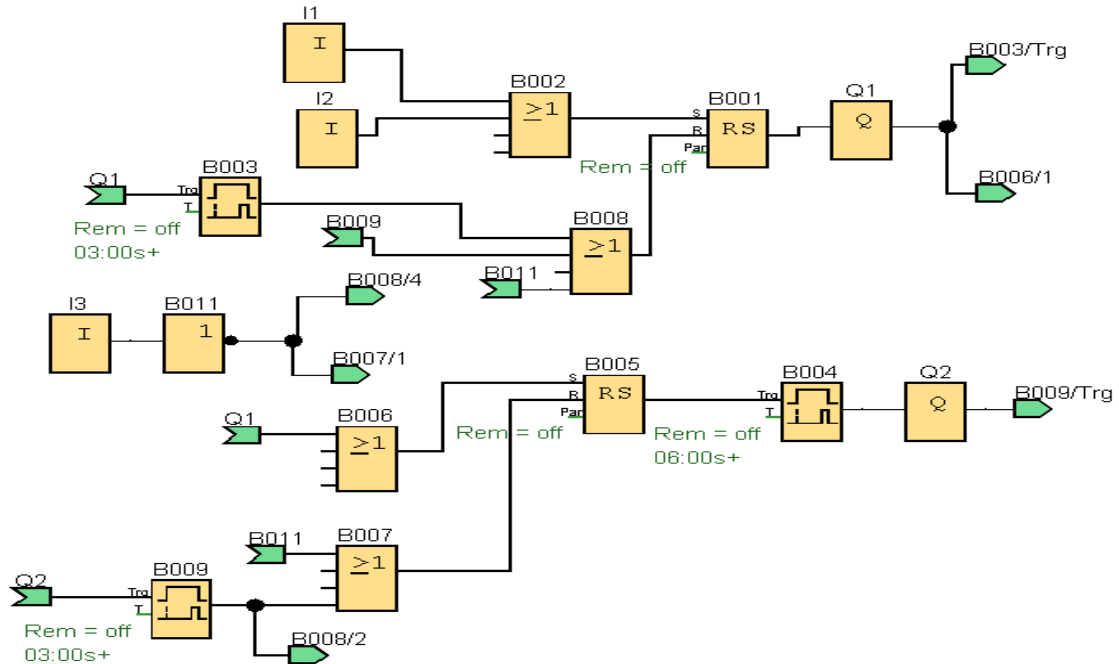 I1
I
B003/Trg
B002
≥1
B001
S
R
RS
Par
Rem = off
Q1
Q
I2
I
B006/1
B003
Q1
Trg
T
Rem = off
03:00s+
B008
≥1
B009
B011
B008/4
I3
I
B011
1
B007/1
B005
S
R
RS
Par
Rem = off
B004
Trg
T
Rem = off
06:00s+
Q2
Q
B009/Trg
Q1
B006
≥1
B007
≥1
B011
B009
Q2
Trg
T
Rem = off
03:00s+
B008/2